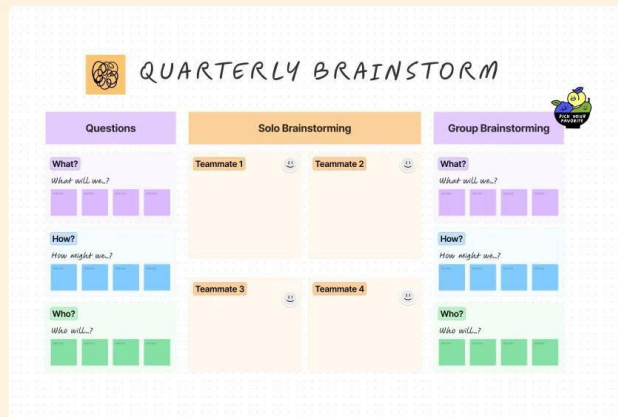 QUARTERLY BRAINSTORM
PICK YOUR
FAVORITE
Questions
Solo Brainstorming
Group Brainstorming
What?
What will we...?
How?
How might we...?
Who?
Who will...?
Teammate 1
Teammate 2
Teammate 3
Teammate 4
What?
What will we...?
How?
How might we...?
Who?
Who will...?